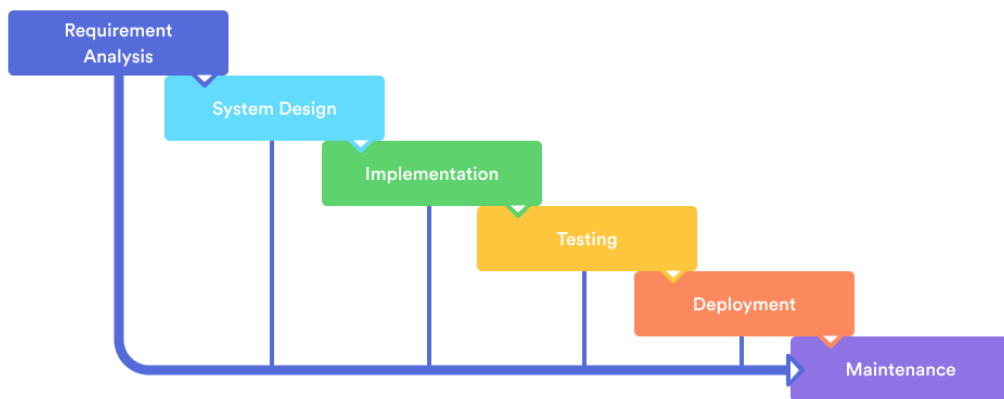 Requirement
Analysis
System Design
Implementation
Testing
Deployment
Maintenance